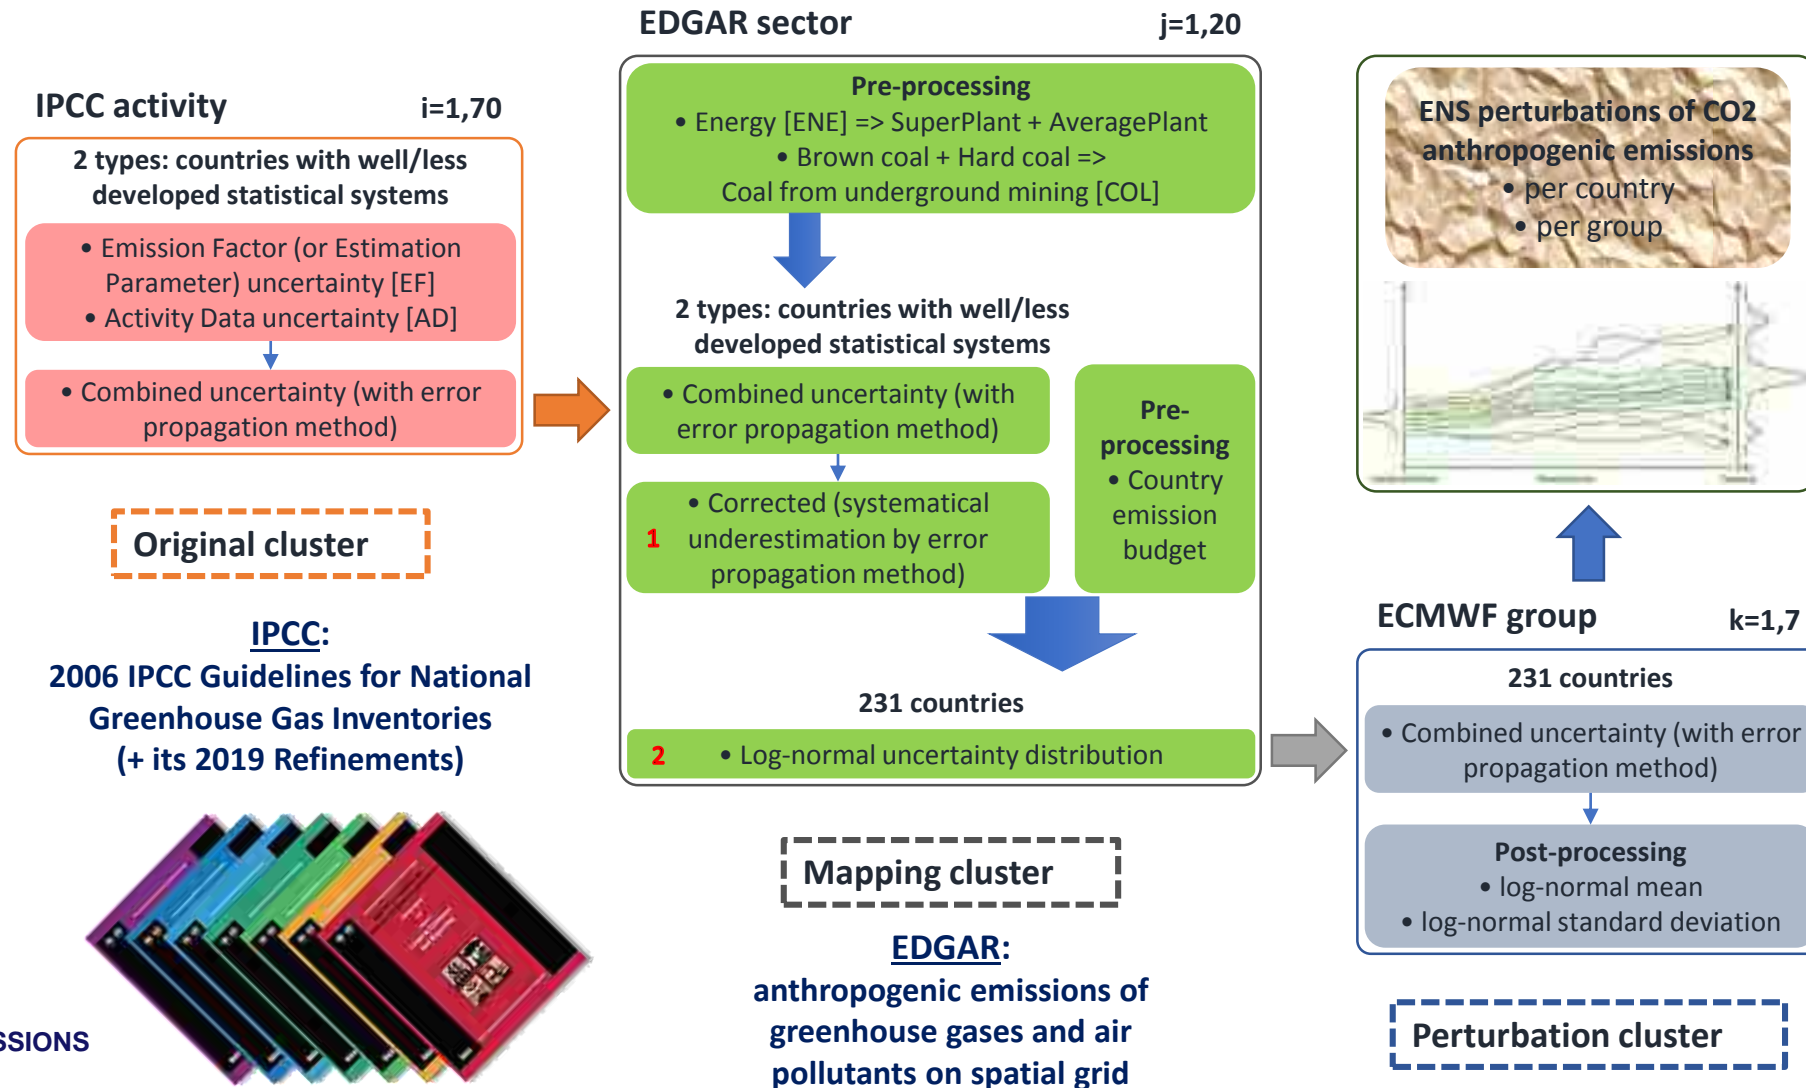 IPCC activity i=1,70
2 types: countries with well/less
developed statistical systems
• Emission Factor (or Estimation
Parameter) uncertainty [EF]
• Activity Data uncertainty [AD]
• Combined uncertainty (with error
propagation method)
Original cluster
IPCC:
2006 IPCC Guidelines for National
Greenhouse Gas Inventories
(+ its 2019 Refinements)
SSIONS
EDGAR sector j=1,20
Pre-processing
• Energy [ENE] => SuperPlant + AveragePlant
• Brown coal + Hard coal =>
Coal from underground mining [COL]
2 types: countries with well/less
developed statistical systems
• Combined uncertainty (with
error propagation method)
1 • Corrected (systematical
underestimation by error
propagation method)
Pre-
processing
• Country
emission
budget
231 countries
2 • Log-normal uncertainty distribution
Mapping cluster
EDGAR:
anthropogenic emissions of
greenhouse gases and air
pollutants on spatial grid
ENS perturbations of CO2
anthropogenic emissions
• per country
• per group
ECMWF group k=1,7
231 countries
• Combined uncertainty (with error
propagation method)
Post-processing
• log-normal mean
• log-normal standard deviation
Perturbation cluster